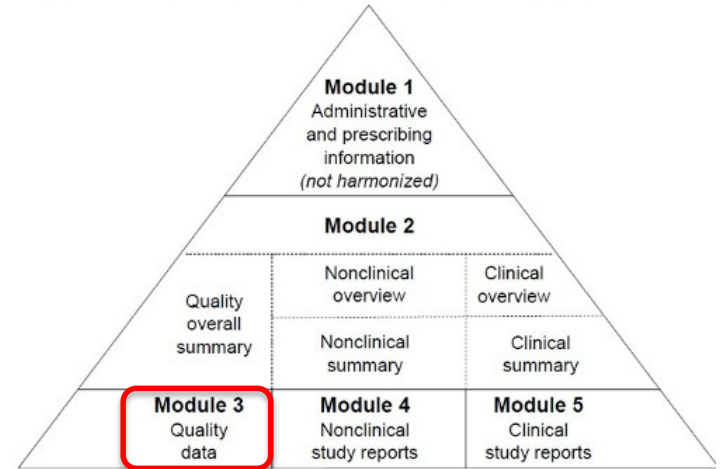 Module 1
Administrative
and prescribing
information
(not harmonized)
Module 2
Quality
overall
summary
Nonclinical
overview
Clinical
overview
Nonclinical
summary
Clinical
summary
Module 3
Quality
data
Module 4
Nonclinical
study reports
Module 5
Clinical
study reports